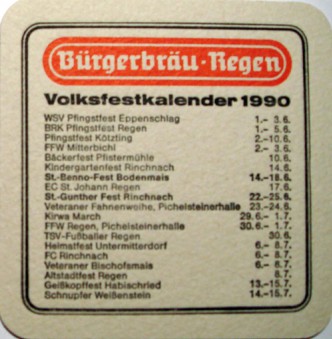 Bürgerbräu·Regen
Volksfestkalender 1990
WSV Pfingstfest Eppenschlag 1.– 3.6.
BRK Pfingstfest Regen 1.– 5.6.
Pfingstfest Kötzting 2.–10.6.
FFW Mitterbichl 2.– 3.6.
Bäckerfest Pfistermühle 10.6.
Kindergartenfest Rinchnach 14.6.
St.-Benno-Fest Bodenmais 14.–18.6.
EC St. Johann Regen 17.6.
St.-Gunther Fest Rinchnach 22.–25.6.
Veteraner Fahnenweihe, Pichelsteinerhalle 23.–24.6.
Kirwa March 29.6.– 1.7.
FFW Regen, Pichelsteinerhalle 30.6.– 1.7.
TSV-Fußballer Regen 30.6.
Heimatfest Untermitterdorf 6.– 8.7.
FC Rinchnach 6.– 8.7.
Veteraner Bischofsmais 6.– 8.7.
Altstadtfest Regen 8.7.
Geißkopffest Habischried 13.–15.7.
Schnupfer Weißenstein 14.–15.7.